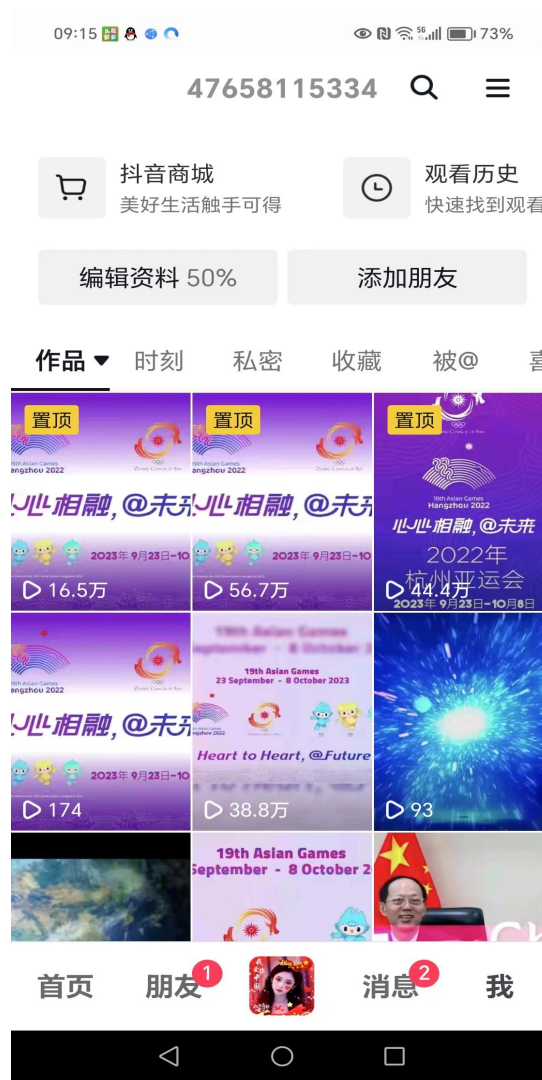 09:15
5G
73%
47658115334
抖音商城
美好生活触手可得
观看历史
快速找到观看
编辑资料 50%
添加朋友
作品
时刻
私密
收藏
被@
喜
置顶
angzhou 2022
心心相融,@未来
2023年 9月23日-10
16.5万
置顶
19th Asian Games
angzhou 2022
心心相融,@未来
2023年 9月23日-10
56.7万
置顶
19th Asian Games
Hangzhou 2022
心心相融,@未来
2022年
杭州亚运会
2023年 9月23日-10月8日
44.4万
angzhou 2022
心心相融,@未来
2023年 9月23日-10
174
19th Asian Games
23 September - 8 October 2023
Heart to Heart, @Future
38.8万
93
19th Asian Games
September - 8 October 2
首页
朋友
1
消息
2
我